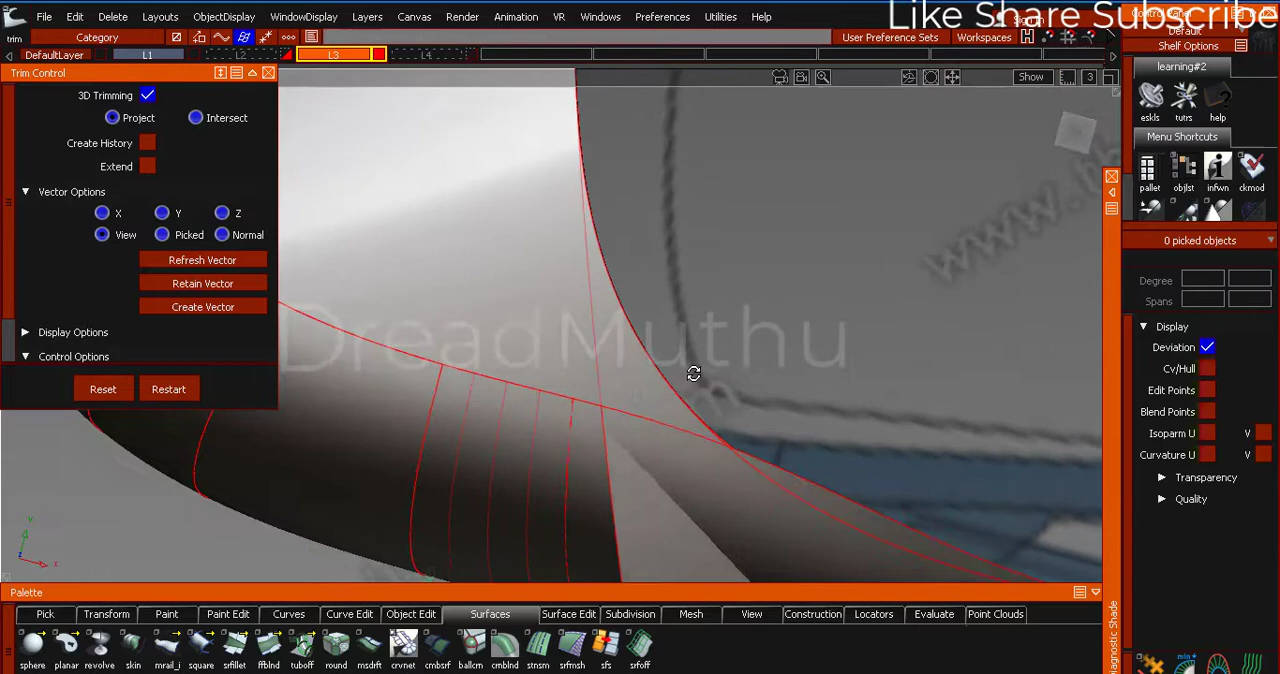 File Edit Delete Layouts ObjectDisplay WindowDisplay Layers Canvas Render Animation VR Windows Preferences Utilities Help
Like Share Subscribe
trim Category User Preference Sets Workspaces Default
Shelf Options
DefaultLayer L1 L2 L3 L4
Trim Control
3D Trimming
Project Intersect
Create History
Extend
Vector Options
X Y Z
View Picked Normal
Refresh Vector
Retain Vector
Create Vector
Display Options
Control Options
Reset Restart
Show 3
DreadMuthu
www.
learning#2
eskls tutrs help
Menu Shortcuts
pallet objlst infwn ckmod
0 picked objects
Degree
Spans
Display
Deviation
Cv/Hull
Edit Points
Blend Points
Isoparm U V
Curvature U V
Transparency
Quality
Diagnostic Shade
Palette
Pick Transform Paint Paint Edit Curves Curve Edit Object Edit Surfaces Surface Edit Subdivision Mesh View Construction Locators Evaluate Point Clouds
sphere planar revolve skin mrail_i square srfillet ffblnd tuboff round msdrft crvnet cmbsrf ballcrn cmblnd stnsm srfmsh sfs srfoff